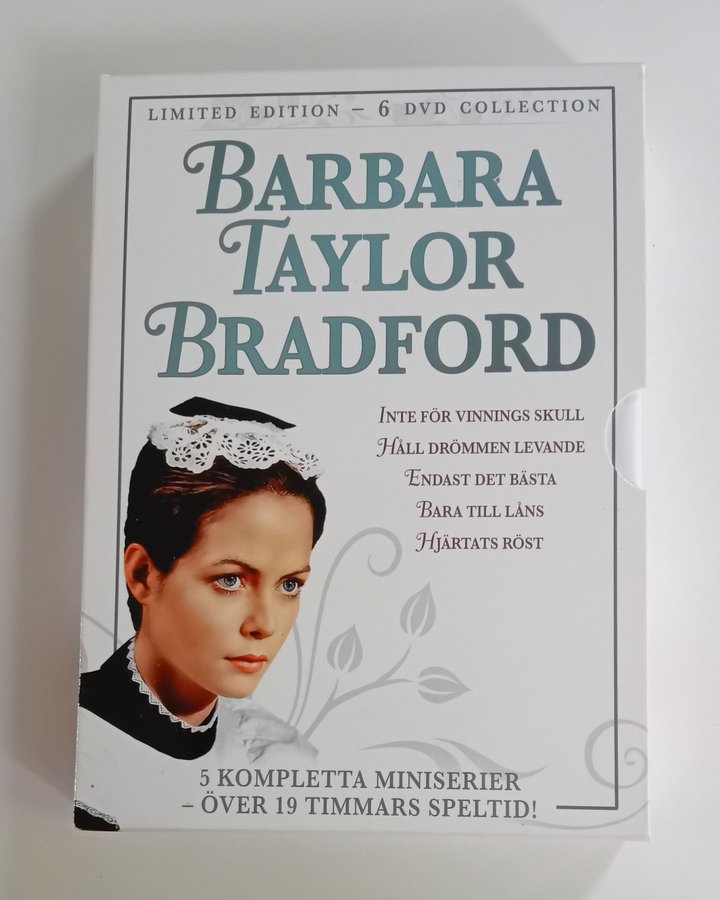 LIMITED EDITION – 6 DVD COLLECTION
BARBARA
TAYLOR
BRADFORD
INTE FÖR VINNINGS SKULL
HÅLL DRÖMMEN LEVANDE
ENDAST DET BÄSTA
BARA TILL LÅNS
HJÄRTATS RÖST
5 KOMPLETTA MINISERIER
– ÖVER 19 TIMMARS SPELTID!